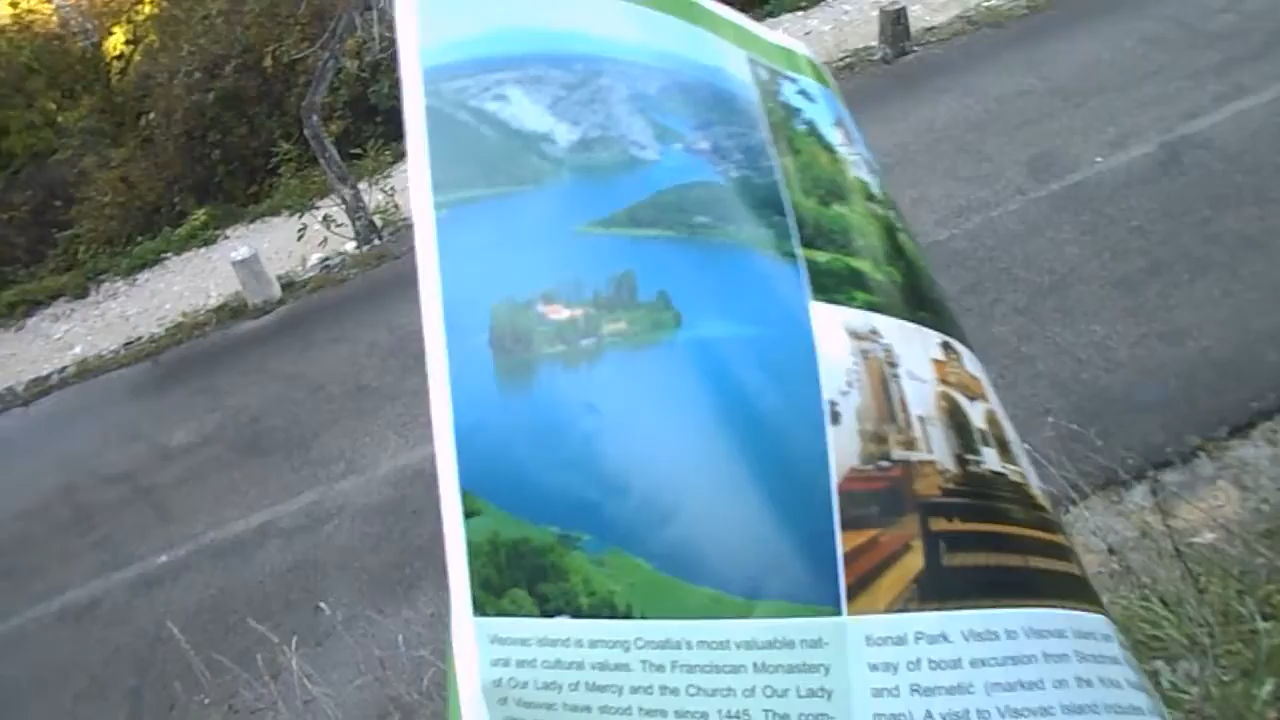 Visovac island is among Croatia's most valuable nat-
ural and cultural values. The Franciscan Monastery
of Our Lady of Mercy and the Church of Our Lady
of Visovac have stood here since 1445. The com-
tional Park. Visits to Visovac island
way of boat excursion from
and Remetić (marked on the Krka
map). A visit to Visovac island includes